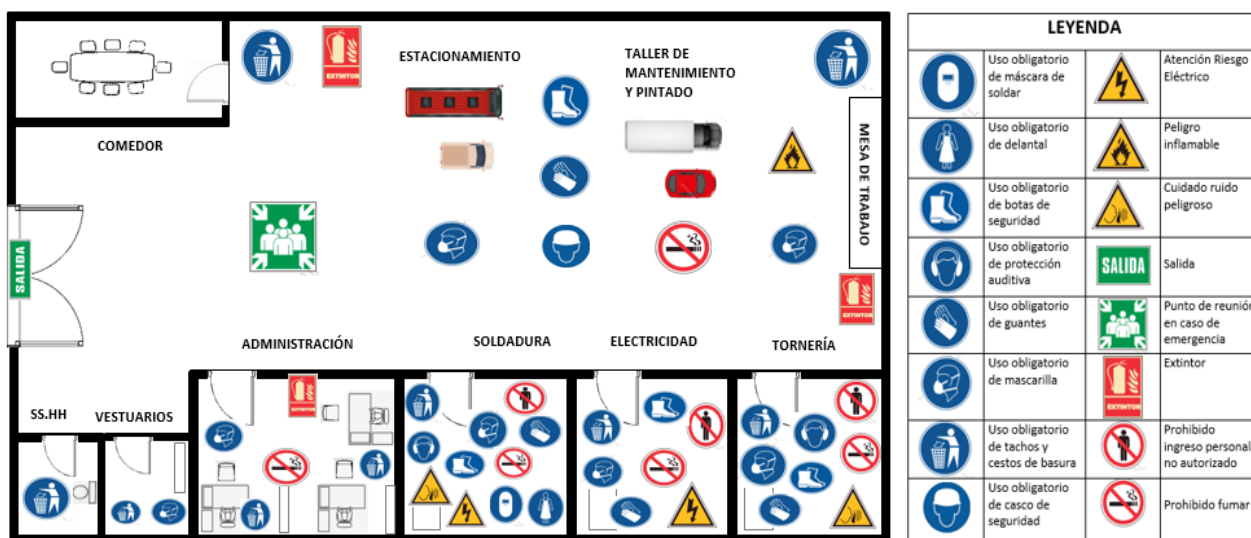 ESTACIONAMIENTO
TALLER DE
MANTENIMIENTO
Y PINTADO
EXTINTOR
COMEDOR
MESA DE TRABAJO
SALIDA
EXTINTOR
ADMINISTRACIÓN
SOLDADURA
ELECTRICIDAD
TORNERÍA
EXTINTOR
SS.HH
VESTUARIOS
LEYENDA
Uso obligatorio
de máscara de
soldar
Atención Riesgo
Eléctrico
Uso obligatorio
de delantal
Peligro
inflamable
Uso obligatorio
de botas de
seguridad
Cuidado ruido
peligroso
Uso obligatorio
de protección
auditiva
SALIDA
Salida
Uso obligatorio
de guantes
Punto de reunión
en caso de
emergencia
Uso obligatorio
de mascarilla
EXTINTOR
Extintor
Uso obligatorio
de tachos y
cestos de basura
Prohibido
ingreso personal
no autorizado
Uso obligatorio
de casco de
seguridad
Prohibido fumar